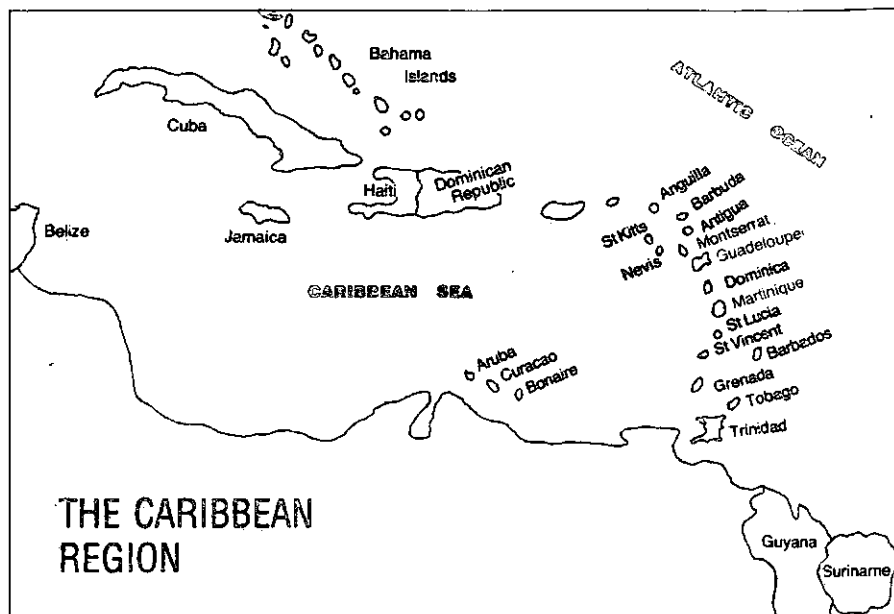 Bahama
Islands
ATLANTIC OCEAN
Cuba
Haiti
Dominican
Republic
Anguilla
Barbuda
Antigua
Montserrat
Guadeloupe
St Kitts
Nevis
Belize
Jamaica
CARIBBEAN SEA
Dominica
Martinique
St Lucia
St Vincent
Barbados
Aruba
Curacao
Bonaire
Grenada
Tobago
Trinidad
THE CARIBBEAN
REGION
Guyana
Suriname